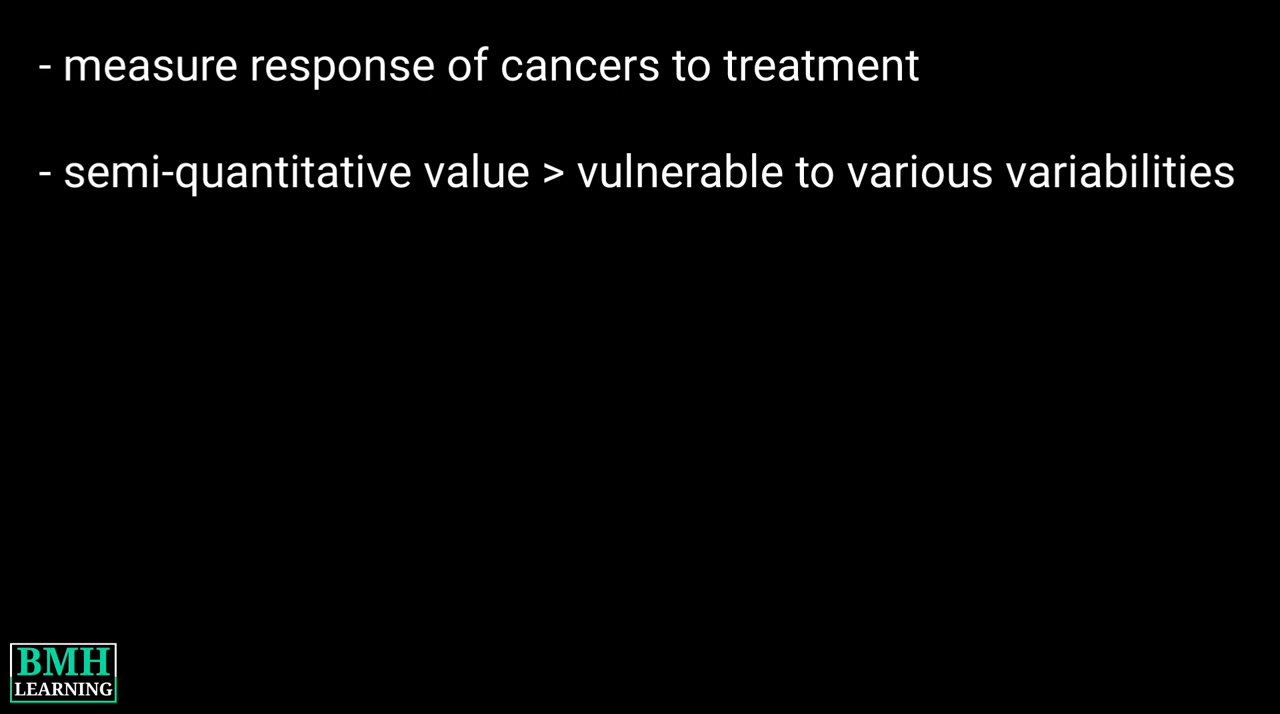 - measure response of cancers to treatment
- semi-quantitative value > vulnerable to various variabilities
BMH
LEARNING